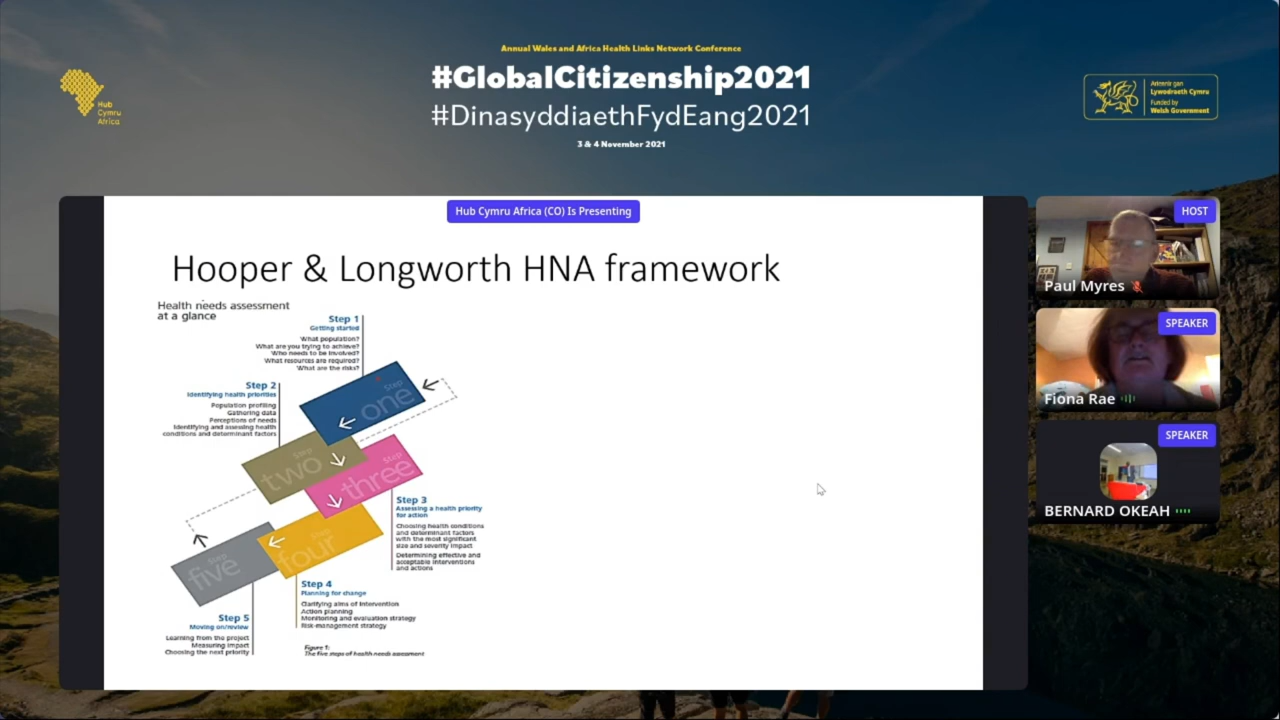 Annual Wales and Africa Health Links Network Conference
#GlobalCitizenship2021
#DinasyddiaethFydEang2021
3 & 4 November 2021
Hub
Cymru
Africa
Ariennir gan
Lywodraeth Cymru
Funded by
Welsh Government
Hub Cymru Africa (CO) Is Presenting
Hooper & Longworth HNA framework
Health needs assessment
at a glance
Step 1
Getting started
What population?
What are you trying to achieve?
Who needs to be involved?
What resources are required?
What are the risks?
Step
one
Step 2
Identifying health priorities
Population profiling
Gathering data
Perceptions of needs
Identifying and assessing health
conditions and determinant factors
Step
two
Step
three
Step 3
Assessing a health priority
for action
Choosing health conditions
and determinant factors
with the most significant
size and severity impact
Determining effective and
acceptable interventions
and actions
Step
four
Step
five
Step 4
Planning for change
Clarifying aims of intervention
Action planning
Monitoring and evaluation strategy
Risk-management strategy
Step 5
Moving on/review
Learning from the project
Measuring impact
Choosing the next priority
Figure 1:
The five steps of health needs assessment
HOST
Paul Myres
SPEAKER
Fiona Rae
SPEAKER
BERNARD OKEAH